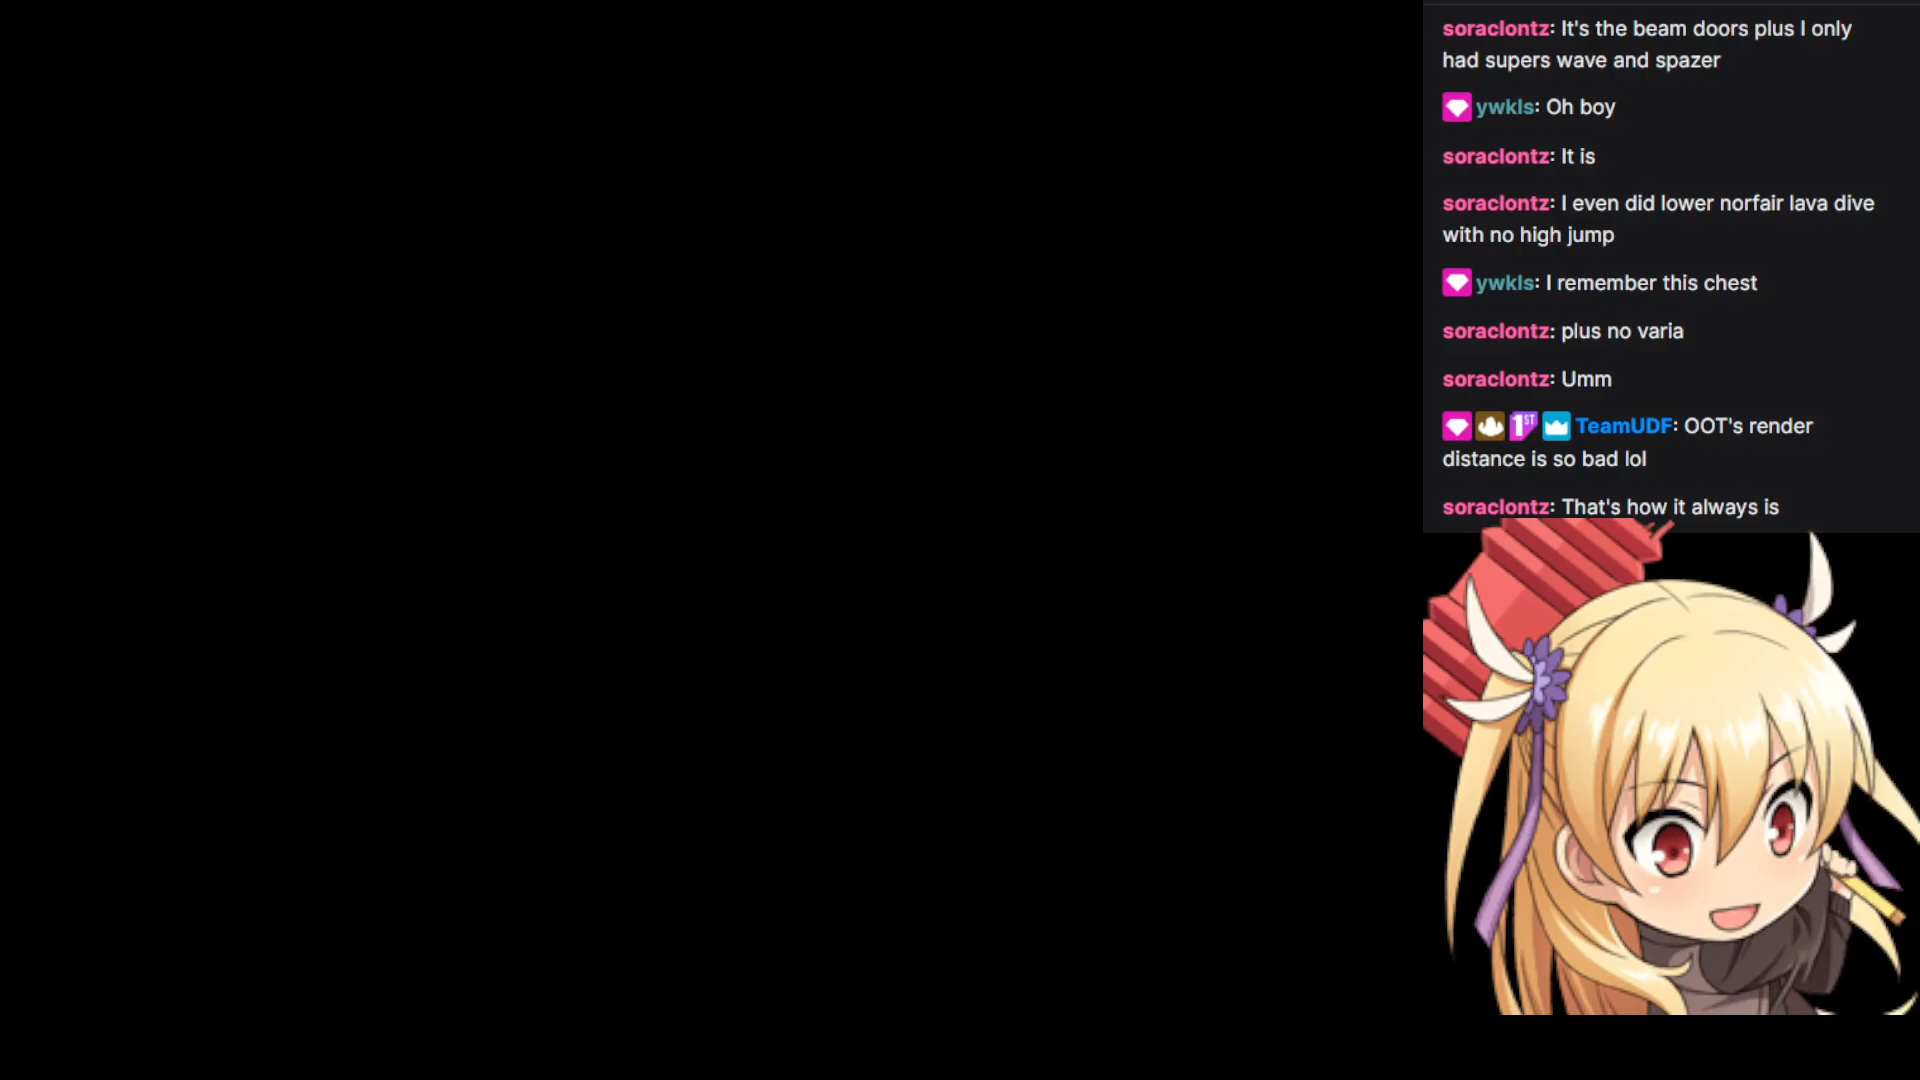 soraclontz: It's the beam doors plus I only
had supers wave and spazer
ywkls: Oh boy
soraclontz: It is
soraclontz: I even did lower norfair lava dive
with no high jump
ywkls: I remember this chest
soraclontz: plus no varia
soraclontz: Umm
1ST TeamUDF: OOT's render
distance is so bad lol
soraclontz: That's how it always is